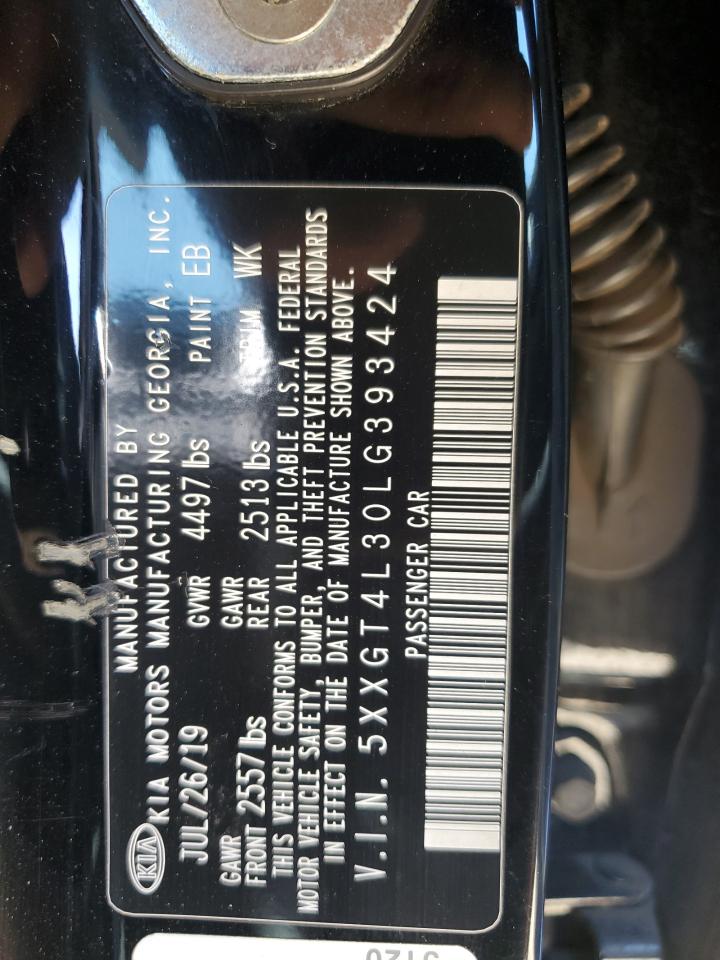 MANUFACTURED BY
KIA KIA MOTORS MANUFACTURING GEORGIA, INC.
JUL/26/19 GVWR 4497 lbs PAINT EB
GAWR FRONT 2557 lbs GAWR REAR 2513 lbs TRIM WK
THIS VEHICLE CONFORMS TO ALL APPLICABLE U.S.A. FEDERAL
MOTOR VEHICLE SAFETY, BUMPER, AND THEFT PREVENTION STANDARDS
IN EFFECT ON THE DATE OF MANUFACTURE SHOWN ABOVE.
V.I.N. 5XXGT4L30LG393424
PASSENGER CAR